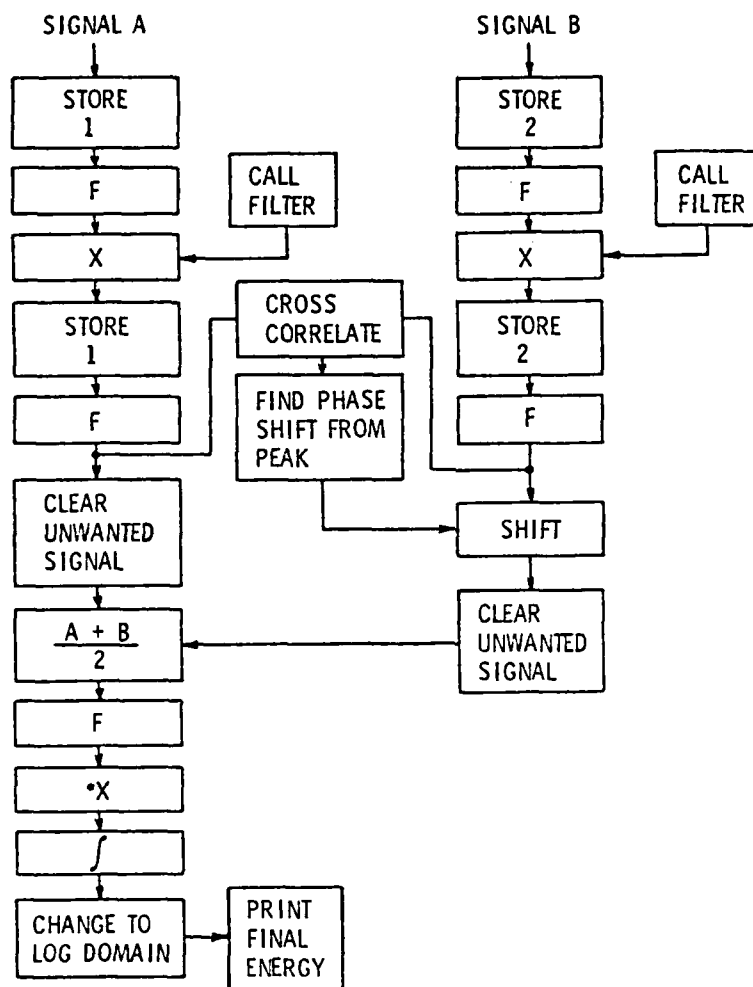 SIGNAL A
SIGNAL B
STORE
1
STORE
2
F
CALL
FILTER
F
CALL
FILTER
X
X
STORE
1
CROSS
CORRELATE
STORE
2
F
FIND PHASE
SHIFT FROM
PEAK
F
CLEAR
UNWANTED
SIGNAL
SHIFT
A + B
2
CLEAR
UNWANTED
SIGNAL
F
*X
∫
CHANGE TO
LOG DOMAIN
PRINT
FINAL
ENERGY